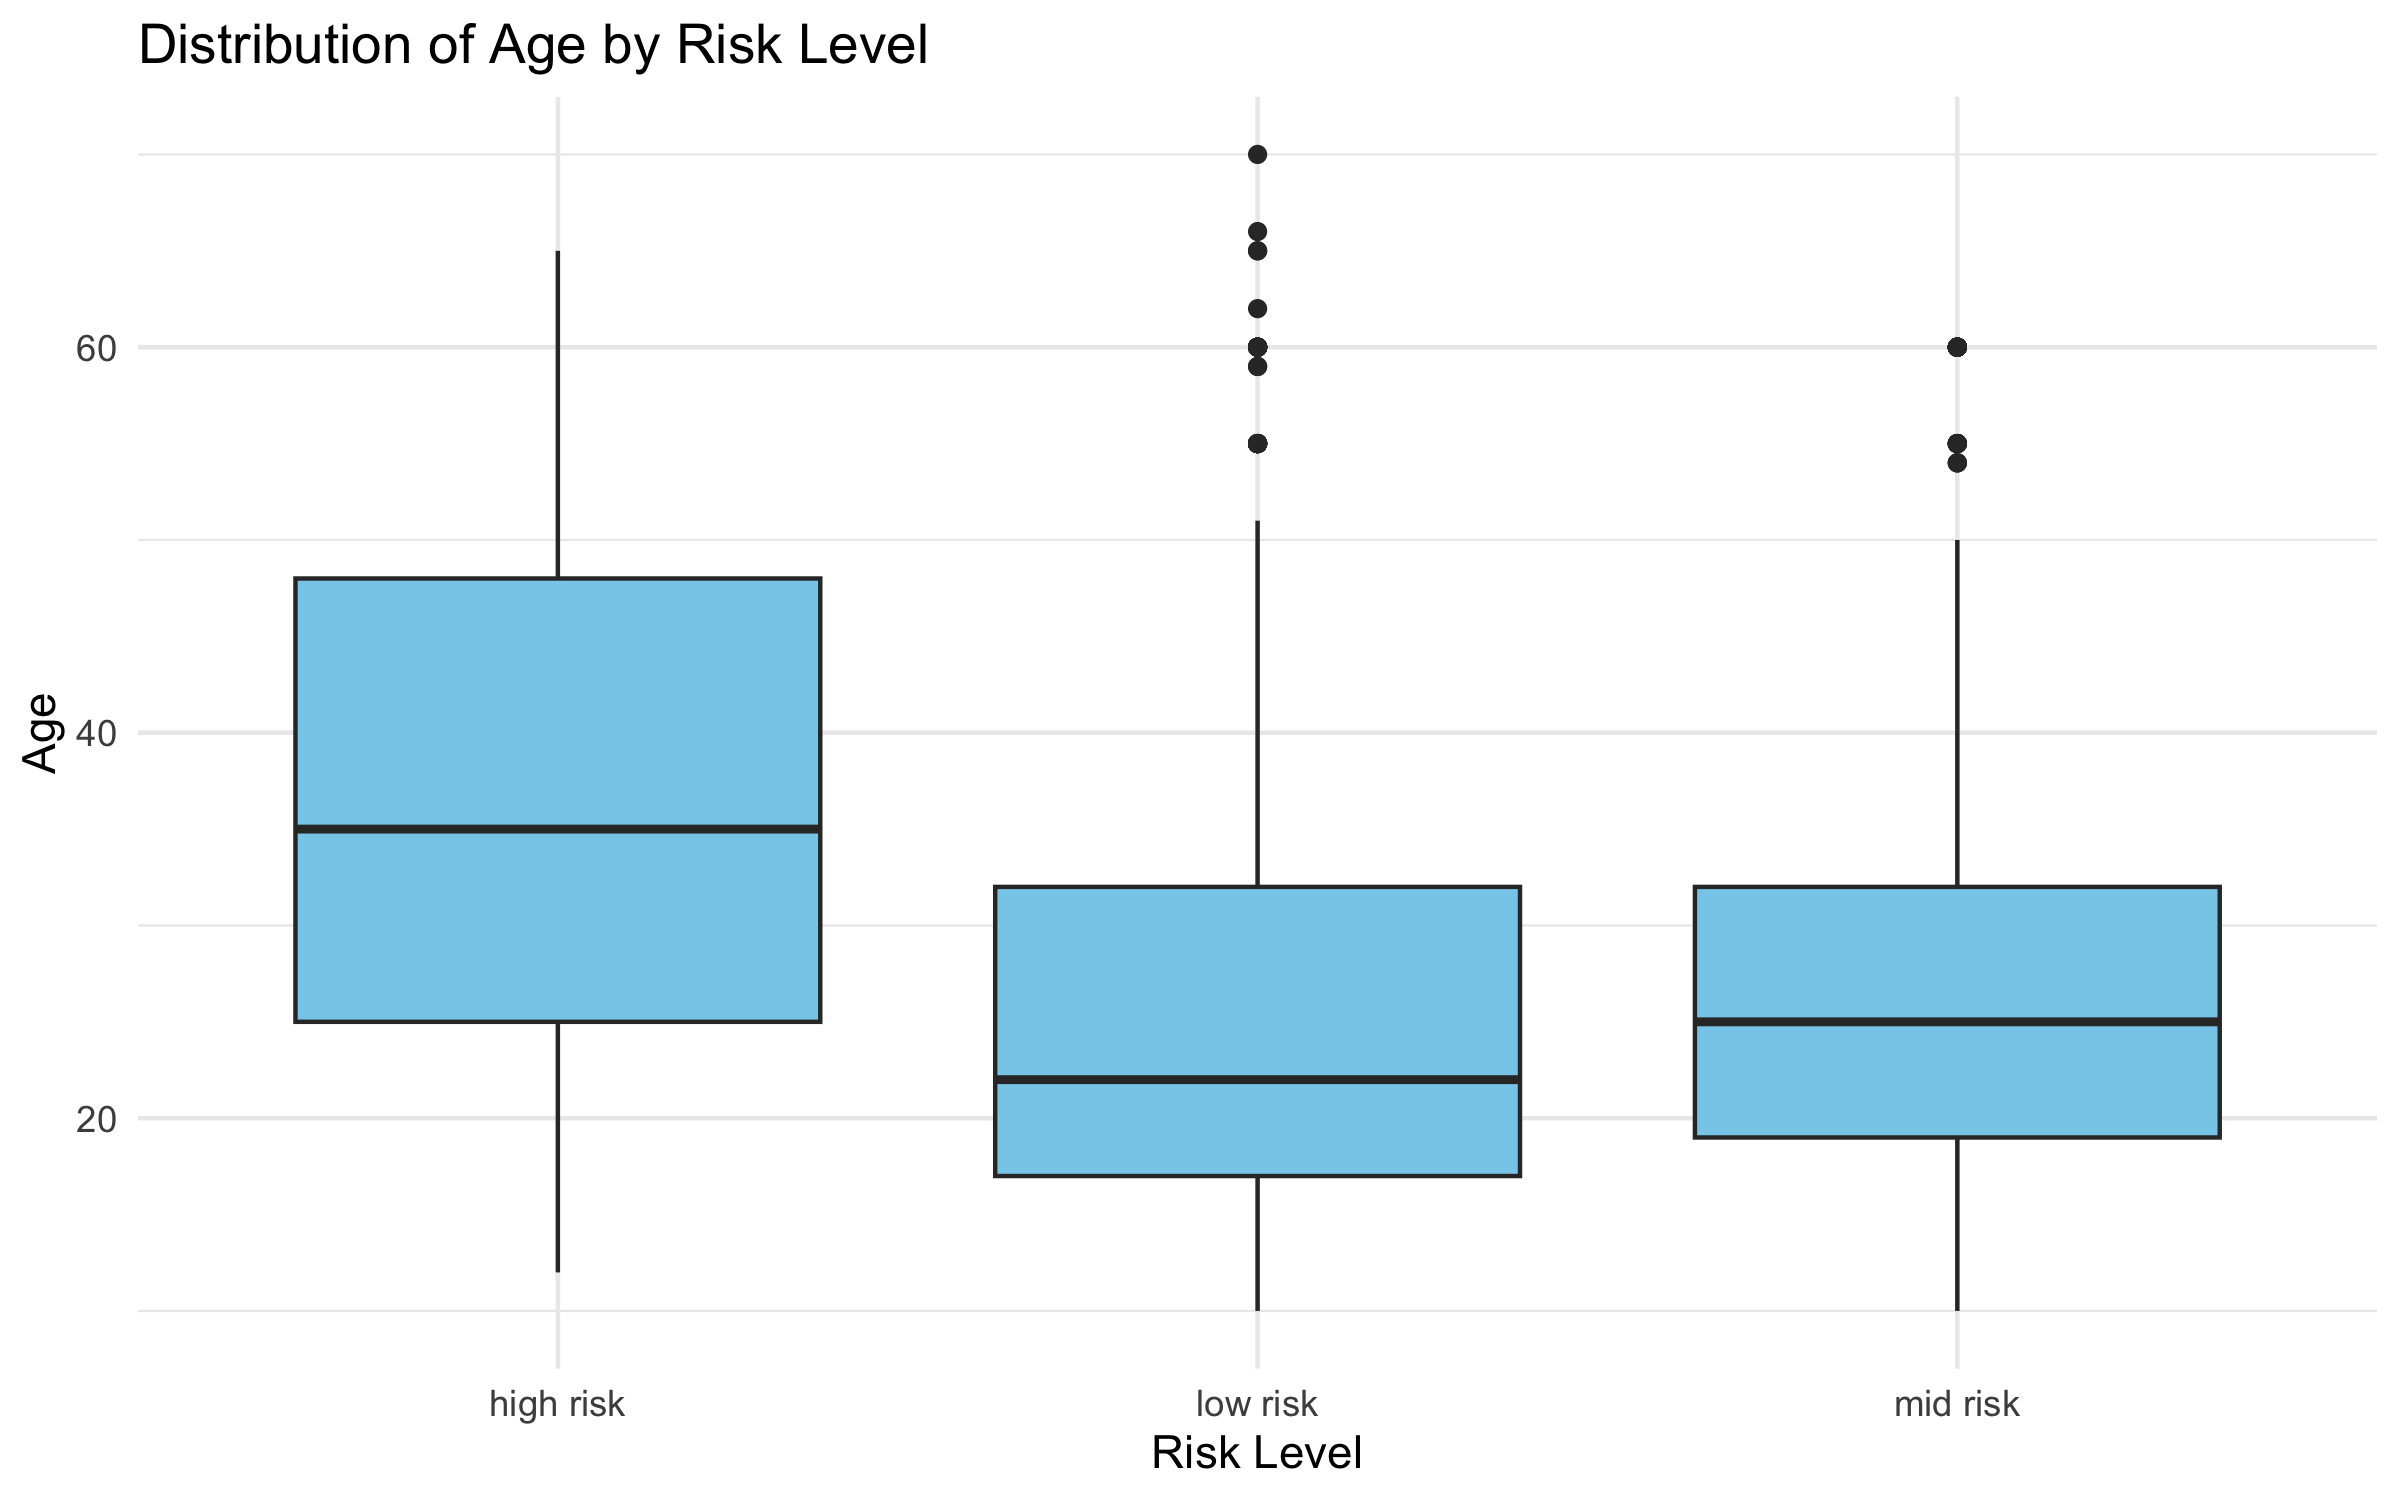 Distribution of Age by Risk Level
Age
60
40
20
high risk
low risk
mid risk
Risk Level